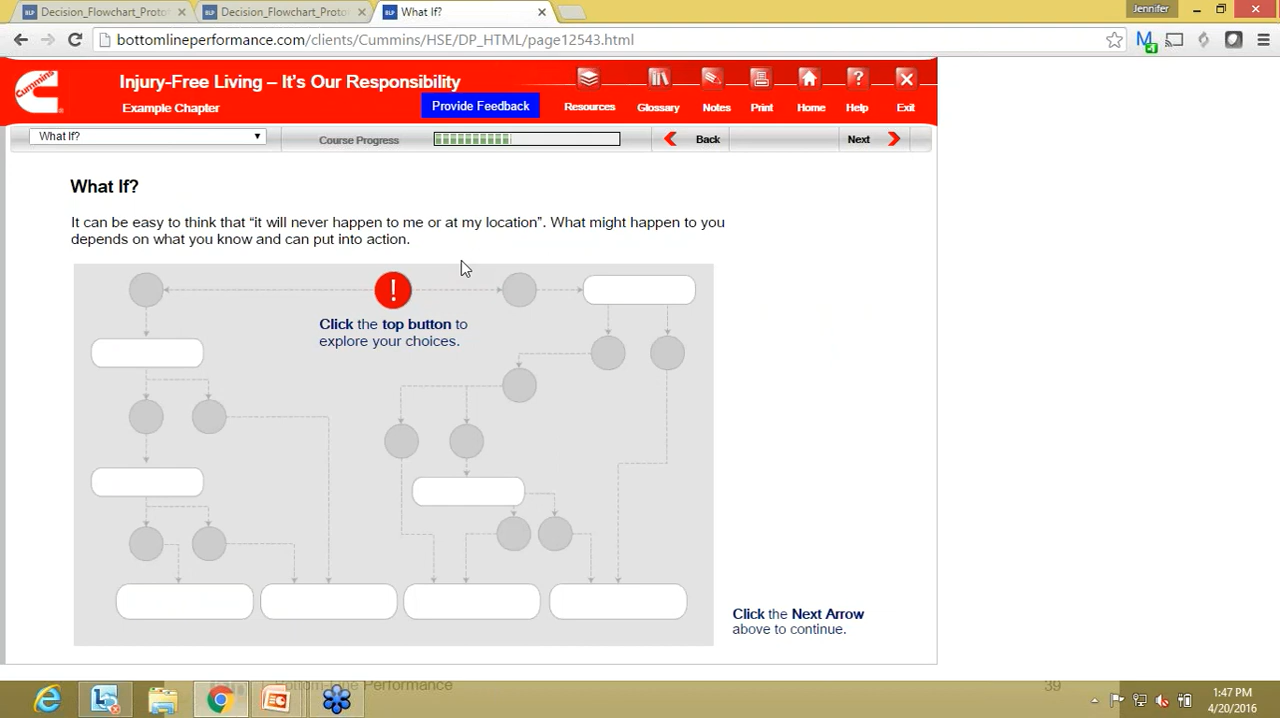 Decision_Flowchart_Proto
Decision_Flowchart_Proto
What If?
Jennifer
bottomlineperformance.com/clients/Cummins/HSE/DP_HTML/page12543.html
Cummins
Injury-Free Living – It's Our Responsibility
Example Chapter
Provide Feedback
Resources
Glossary
Notes
Print
Home
Help
Exit
What If?
Course Progress
Back
Next
What If?
It can be easy to think that “it will never happen to me or at my location”. What might happen to you
depends on what you know and can put into action.
!
Click the top button to
explore your choices.
Click the Next Arrow
above to continue.
Bottom-Line Performance
39
1:47 PM
4/20/2016